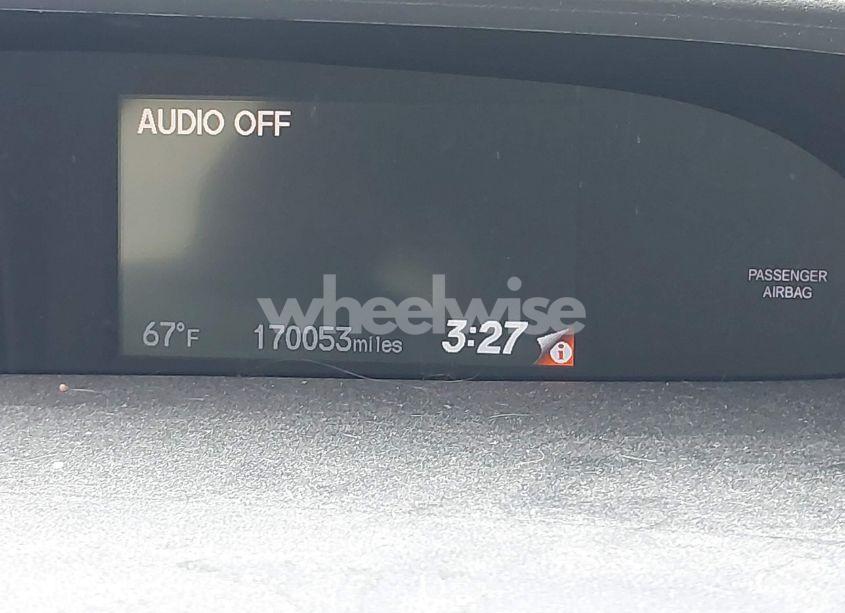 AUDIO OFF
PASSENGER
AIRBAG
wheelwise
67°F 170053miles 3:27 i